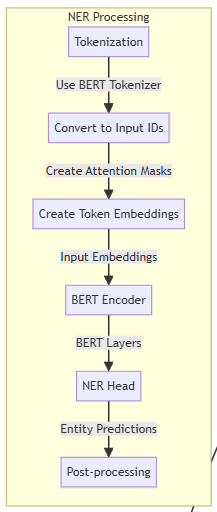 NER Processing
Tokenization
Use BERT Tokenizer
Convert to Input IDs
Create Attention Masks
Create Token Embeddings
Input Embeddings
BERT Encoder
BERT Layers
NER Head
Entity Predictions
Post-processing